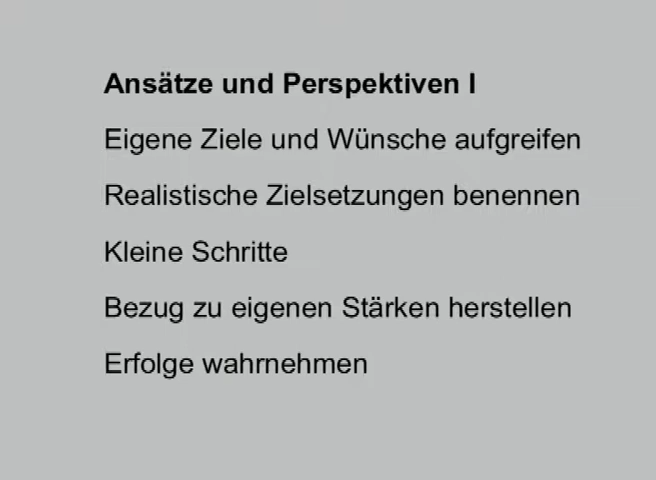 Ansätze und Perspektiven I
Eigene Ziele und Wünsche aufgreifen
Realistische Zielsetzungen benennen
Kleine Schritte
Bezug zu eigenen Stärken herstellen
Erfolge wahrnehmen